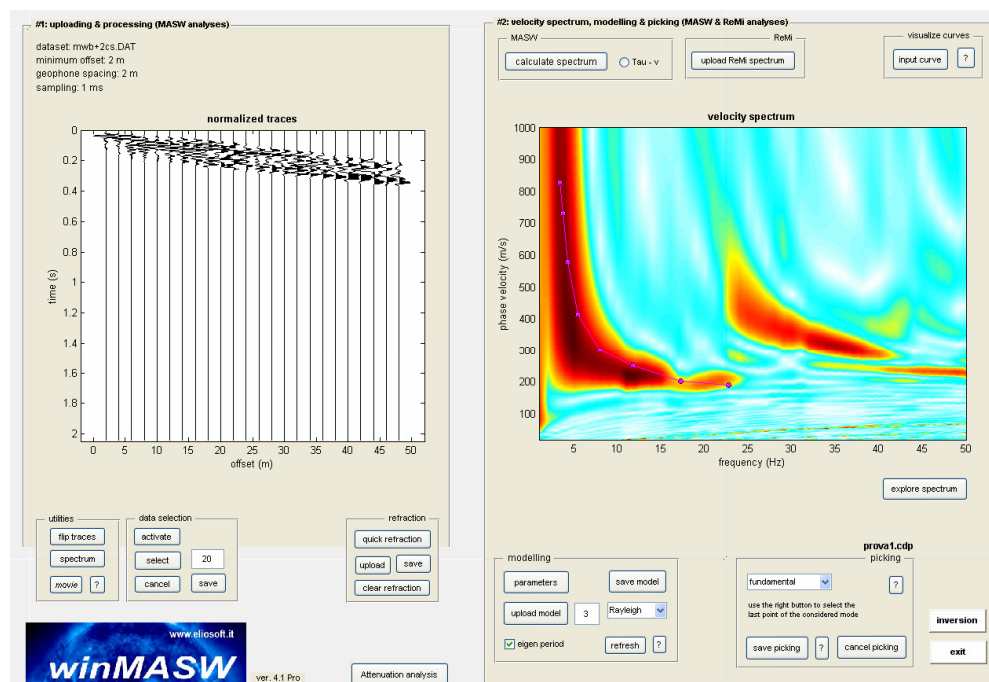 #1: uploading & processing (MASW analyses)
dataset: mwb+2cs.DAT
minimum offset: 2 m
geophone spacing: 2 m
sampling: 1 ms
normalized traces
0
0.2
0.4
0.6
0.8
1
1.2
1.4
1.6
1.8
2
time (s)
0 5 10 15 20 25 30 35 40 45 50
offset (m)
utilities
flip traces
spectrum
movie ?
data selection
activate
select 20
cancel save
refraction
quick refraction
upload save
clear refraction
www.eliosoft.it
winMASW
ver. 4.1 Pro
Attenuation analysis
#2: velocity spectrum, modelling & picking (MASW & ReMi analyses)
MASW
calculate spectrum Tau - v
ReMi
upload ReMi spectrum
visualize curves
input curve ?
velocity spectrum
1000
900
800
700
600
500
400
300
200
100
phase velocity (m/s)
5 10 15 20 25 30 35 40 45 50
frequency (Hz)
explore spectrum
modelling
parameters save model
upload model 3 Rayleigh
eigen period refresh ?
prova1.cdp
picking
fundamental ?
use the right button to select the
last point of the considered mode
save picking ? cancel picking
inversion
exit